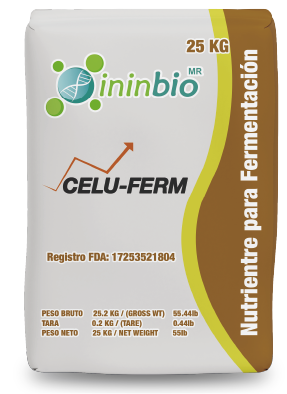 25 KG
ininbio MR
CELU-FERM
Nutriente para Fermentación
Registro FDA: 17253521804
PESO BRUTO 25.2 KG / (GROSS WT) 55.44lb
TARA 0.2 KG / (TARE) 0.44lb
PESO NETO 25 KG / NET WEIGHT 55lb